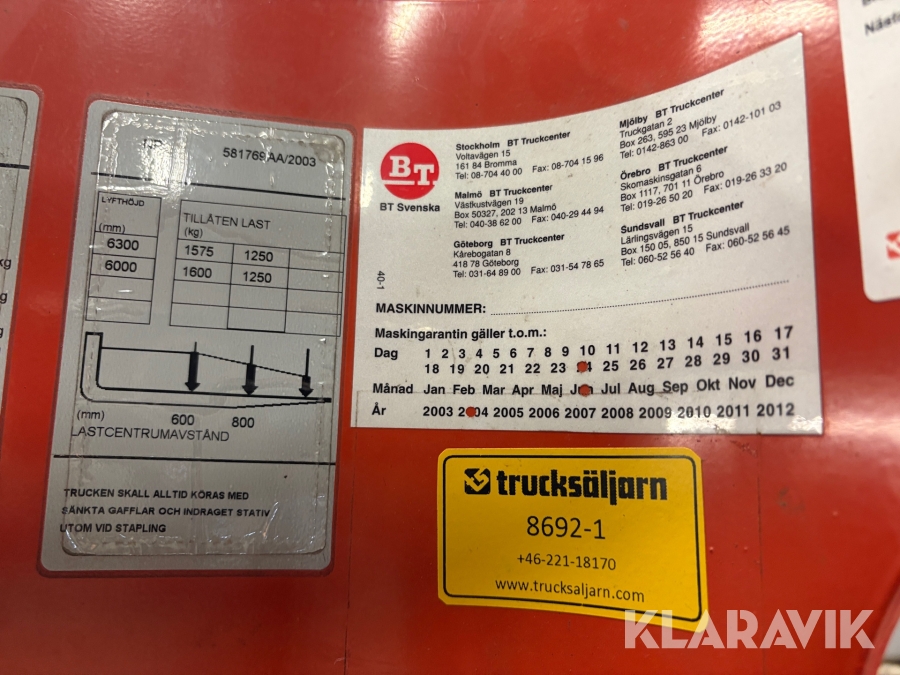 581769AA/2003
LYFTHÖJD
(mm)
TILLÅTEN LAST
(kg)
6300 1575 1250
6000 1600 1250
(mm) 600 800
LASTCENTRUMAVSTÅND
TRUCKEN SKALL ALLTID KÖRAS MED
SÄNKTA GAFFLAR OCH INDRAGET STATIV
UTOM VID STAPLING
BT
BT Svenska
Stockholm BT Truckcenter
Voltavägen 15
161 84 Bromma
Tel: 08-704 40 00 Fax: 08-704 15 96
Malmö BT Truckcenter
Västkustvägen 19
Box 50327, 202 13 Malmö
Tel: 040-38 62 00 Fax: 040-29 44 94
Göteborg BT Truckcenter
Kärebogatan 8
418 78 Göteborg
Tel: 031-64 89 00 Fax: 031-54 78 65
Mjölby BT Truckcenter
Truckgatan 2
Box 263, 595 23 Mjölby
Tel: 0142-863 00 Fax: 0142-101 03
Örebro BT Truckcenter
Skomaskinsgatan 6
Box 1117, 701 11 Örebro
Tel: 019-26 50 20 Fax: 019-26 33 20
Sundsvall BT Truckcenter
Lärlingsvägen 15
Box 150 05, 850 15 Sundsvall
Tel: 060-52 56 40 Fax: 060-52 56 45
40-1
MASKINNUMMER:
Maskingarantin gäller t.o.m.:
Dag 1 2 3 4 5 6 7 8 9 10 11 12 13 14 15 16 17
18 19 20 21 22 23 24 25 26 27 28 29 30 31
Månad Jan Feb Mar Apr Maj Jun Jul Aug Sep Okt Nov Dec
År 2003 2004 2005 2006 2007 2008 2009 2010 2011 2012
trucksäljarn
8692-1
+46-221-18170
www.trucksaljarn.com
KLARAVIK
kg